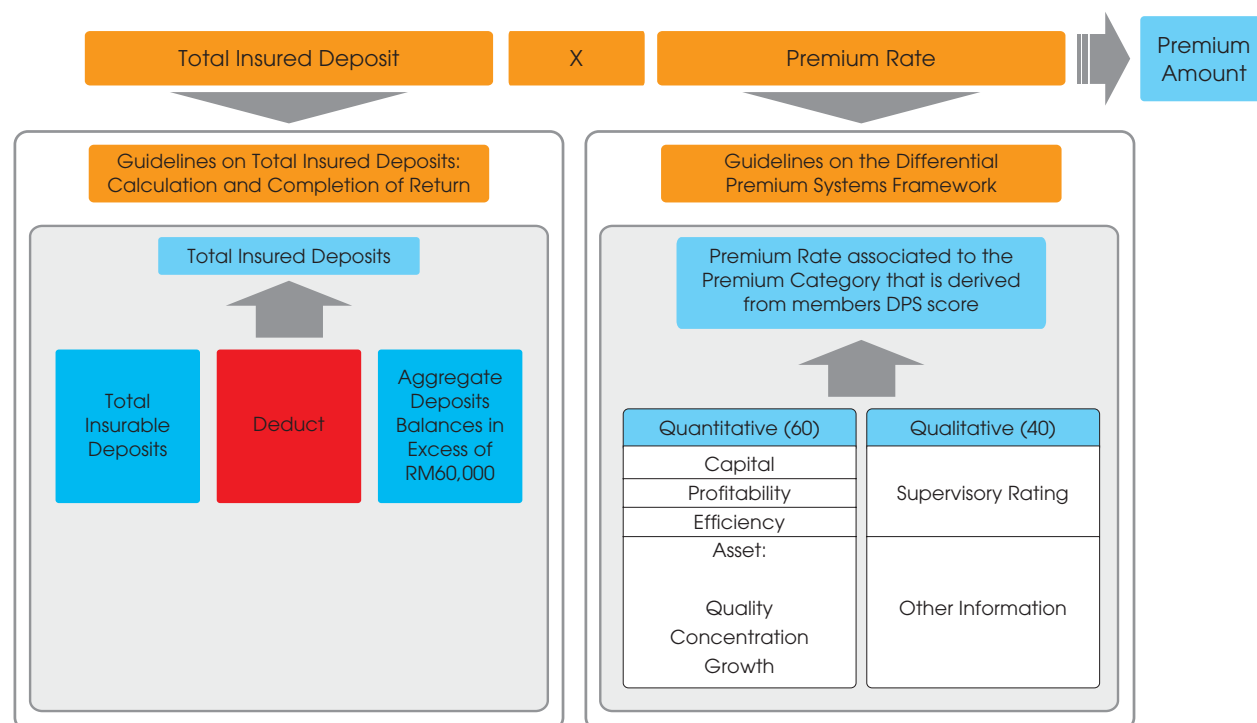 Total Insured Deposit
X
Premium Rate
Premium
Amount
Guidelines on Total Insured Deposits:
Calculation and Completion of Return
Total Insured Deposits
Total
Insurable
Deposits
Deduct
Aggregate
Deposits
Balances in
Excess of
RM60,000
Guidelines on the Differential
Premium Systems Framework
Premium Rate associated to the
Premium Category that is derived
from members DPS score
Quantitative (60)
Capital
Profitability
Efficiency
Asset:
Quality
Concentration
Growth
Qualitative (40)
Supervisory Rating
Other Information